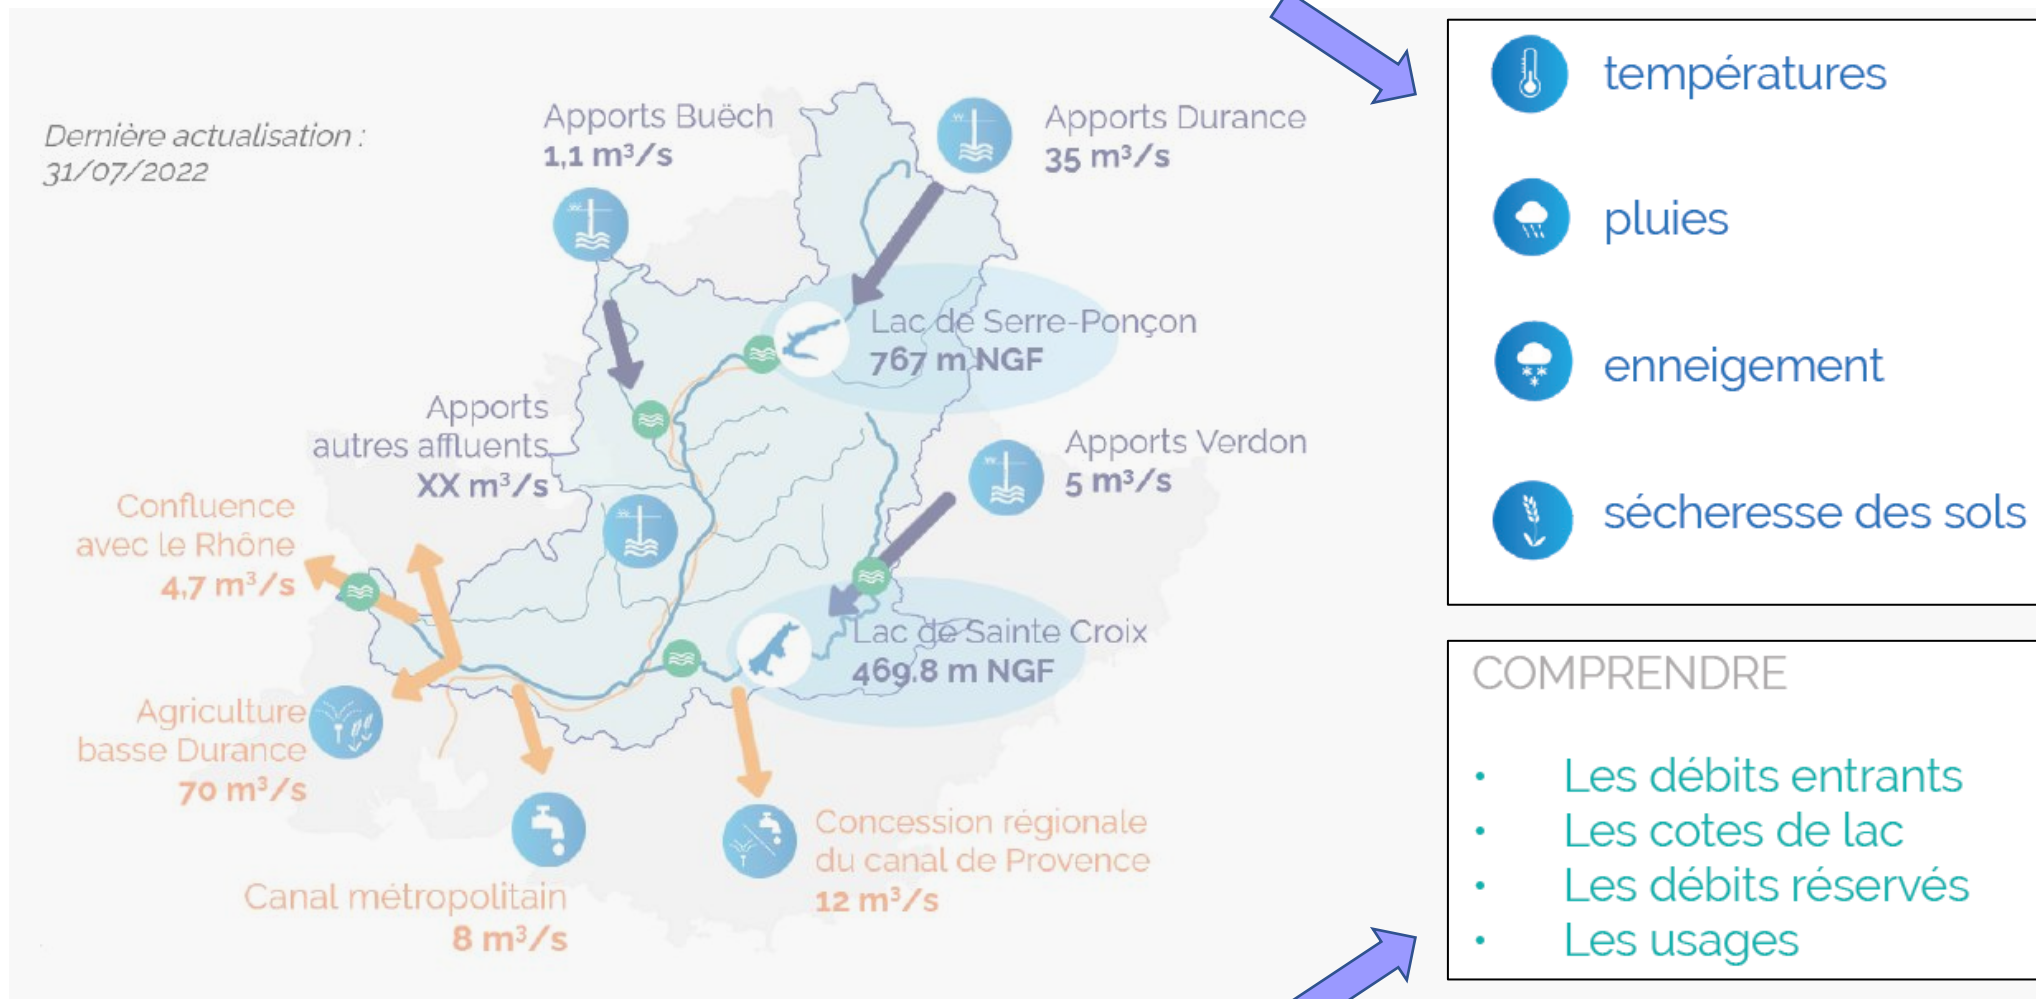 Dernière actualisation :
31/07/2022
Apports Buëch
1,1 m³/s
Apports Durance
35 m³/s
Lac de Serre-Ponçon
767 m NGF
Apports
autres affluents
XX m³/s
Apports Verdon
5 m³/s
Confluence
avec le Rhône
4,7 m³/s
Lac de Sainte Croix
469.8 m NGF
Agriculture
basse Durance
70 m³/s
Canal métropolitain
8 m³/s
Concession régionale
du canal de Provence
12 m³/s
températures
pluies
enneigement
sécheresse des sols
COMPRENDRE
• Les débits entrants
• Les cotes de lac
• Les débits réservés
• Les usages